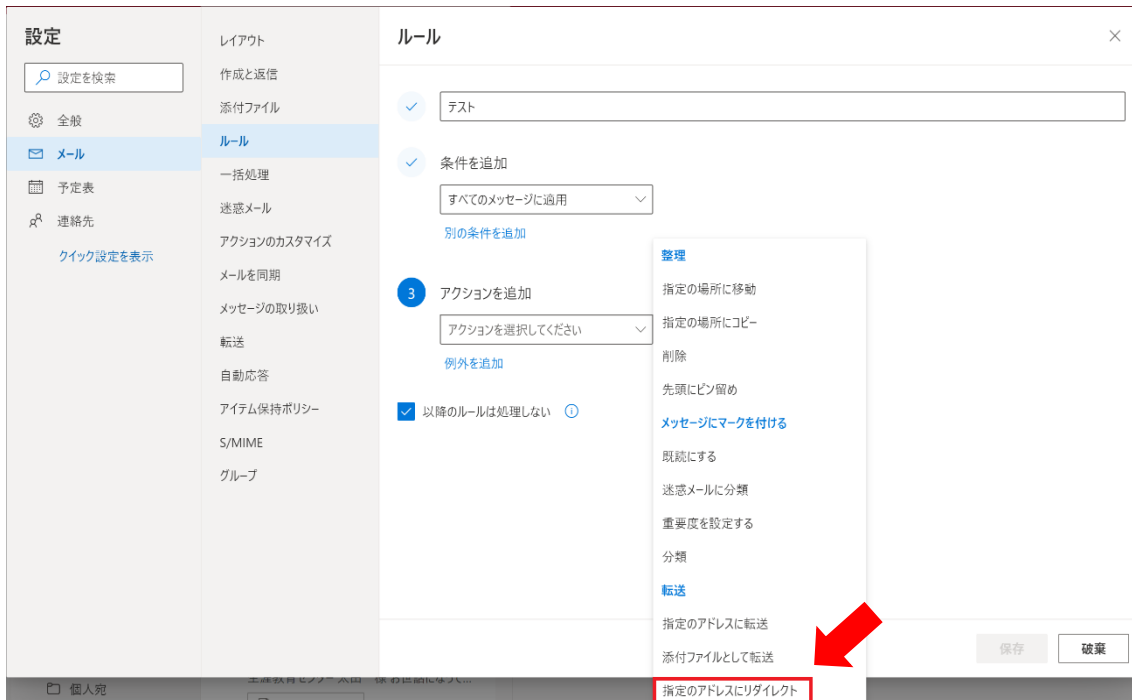 設定
設定を検索
全般
メール
予定表
連絡先
クイック設定を表示
レイアウト
作成と返信
添付ファイル
ルール
一括処理
迷惑メール
アクションのカスタマイズ
メールを同期
メッセージの取り扱い
転送
自動応答
アイテム保持ポリシー
S/MIME
グループ
ルール
テスト
条件を追加
すべてのメッセージに適用
別の条件を追加
3 アクションを追加
アクションを選択してください
例外を追加
以降のルールは処理しない
整理
指定の場所に移動
指定の場所にコピー
削除
先頭にピン留め
メッセージにマークを付ける
既読にする
迷惑メールに分類
重要度を設定する
分類
転送
指定のアドレスに転送
添付ファイルとして転送
指定のアドレスにリダイレクト
保存
破棄
個人宛